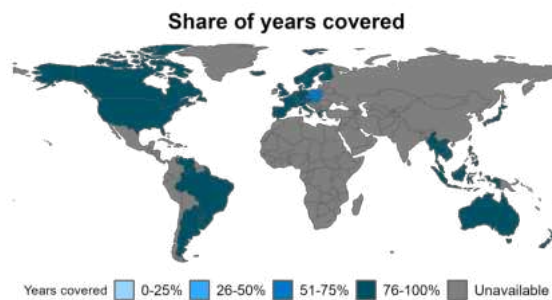 Share of years covered
Years covered 0-25% 26-50% 51-75% 76-100% Unavailable